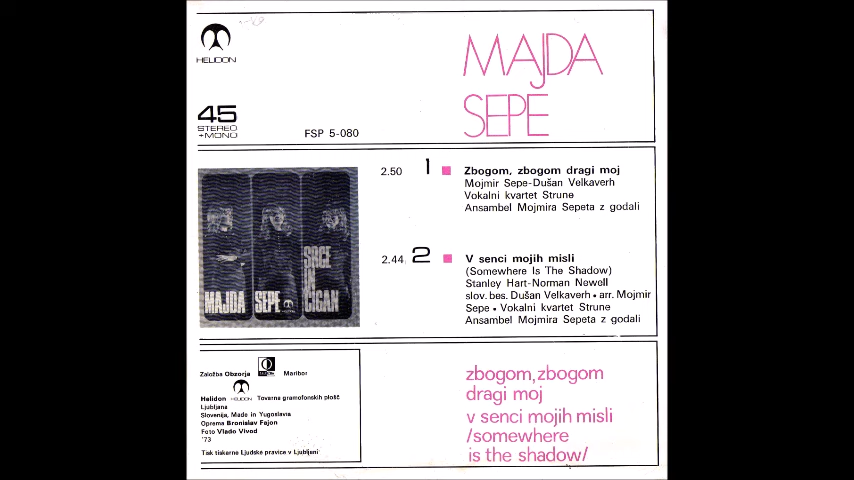 HELIDON
MAJDA
SEPE
45
STEREO
+MONO
FSP 5-080
2.50 1 Zbogom, zbogom dragi moj
Mojmir Sepe-Dušan Velkaverh
Vokalni kvartet Strune
Ansambel Mojmira Sepeta z godali
2.44 2 V senci mojih misli
(Somewhere Is The Shadow)
Stanley Hart-Norman Newell
slov. bes. Dušan Velkaverh • arr. Mojmir
Sepe • Vokalni kvartet Strune
Ansambel Mojmira Sepeta z godali
MAJDA
SEPE
SRCE
IN
CIGAN
Založba Obzorja Maribor
Helidon HELIDON Tovarna gramofonskih plošč
Ljubljana
Slovenija, Made in Yugoslavia
Oprema Bronislav Fajon
Foto Vlado Vivod
'73
Tisk tiskarne Ljudske pravice v Ljubljani
zbogom, zbogom
dragi moj
v senci mojih misli
/somewhere
is the shadow/